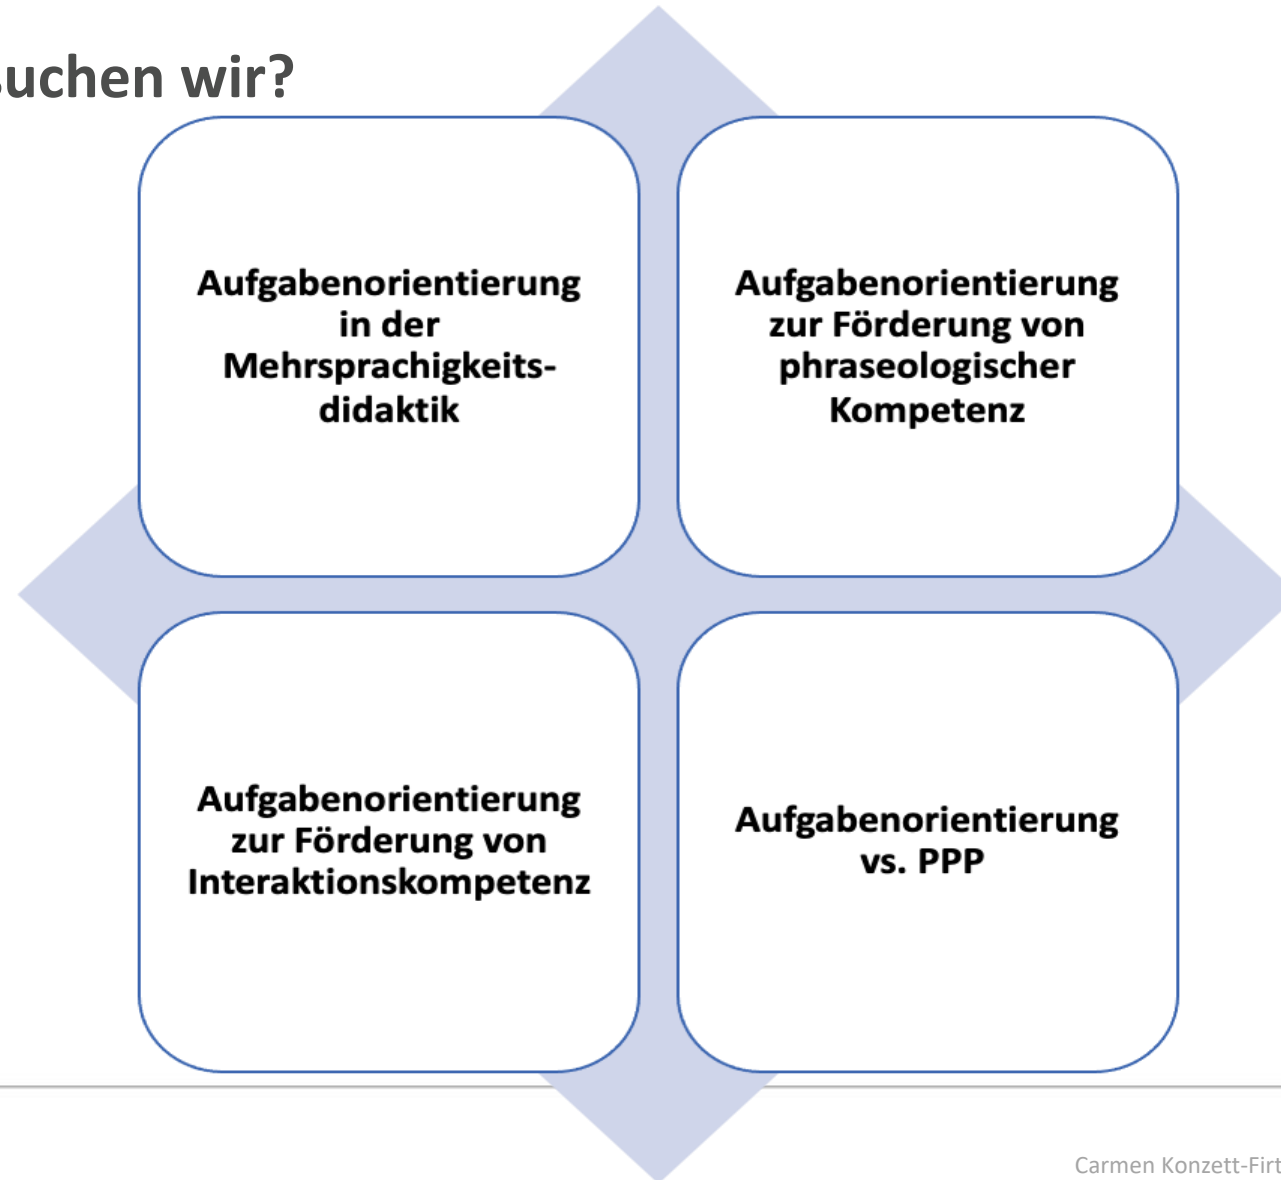 suchen wir?
Aufgabenorientierung
in der
Mehrsprachigkeits-
didaktik
Aufgabenorientierung
zur Förderung von
phraseologischer
Kompetenz
Aufgabenorientierung
zur Förderung von
Interaktionskompetenz
Aufgabenorientierung
vs. PPP
Carmen Konzett-Firt